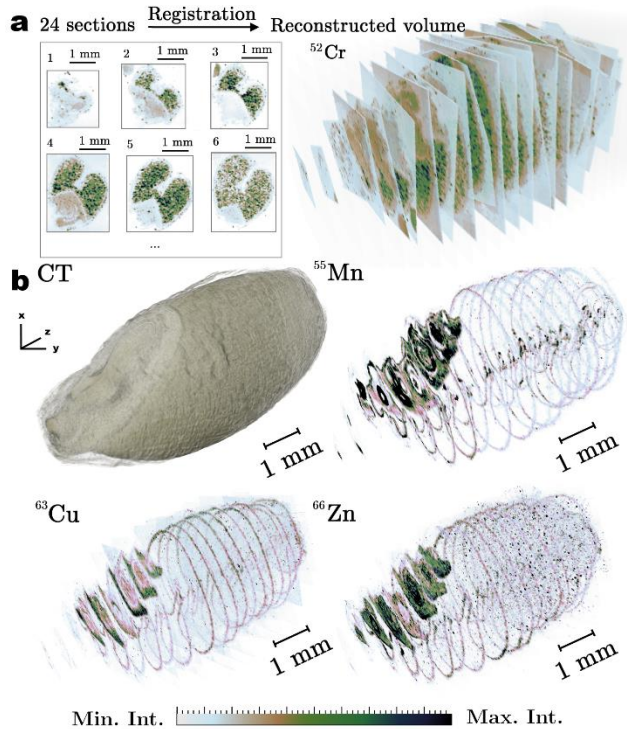 a 24 sections Registration Reconstructed volume
1 1 mm 2 1 mm 3 1 mm
4 1 mm 5 1 mm 6 1 mm
...
⁵²Cr
b CT ⁵⁵Mn
x
z
y
1 mm 1 mm
⁶³Cu ⁶⁶Zn
1 mm 1 mm
Min. Int. Max. Int.